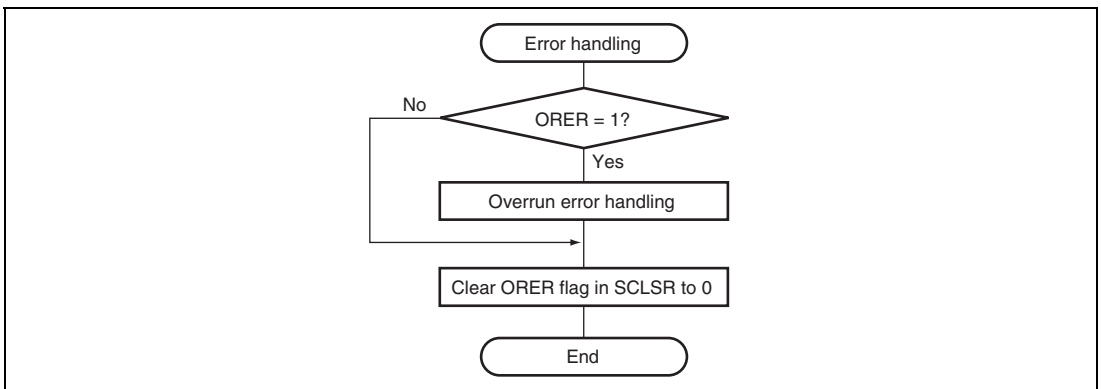 Error handling
No
ORER = 1?
Yes
Overrun error handling
Clear ORER flag in SCLSR to 0
End